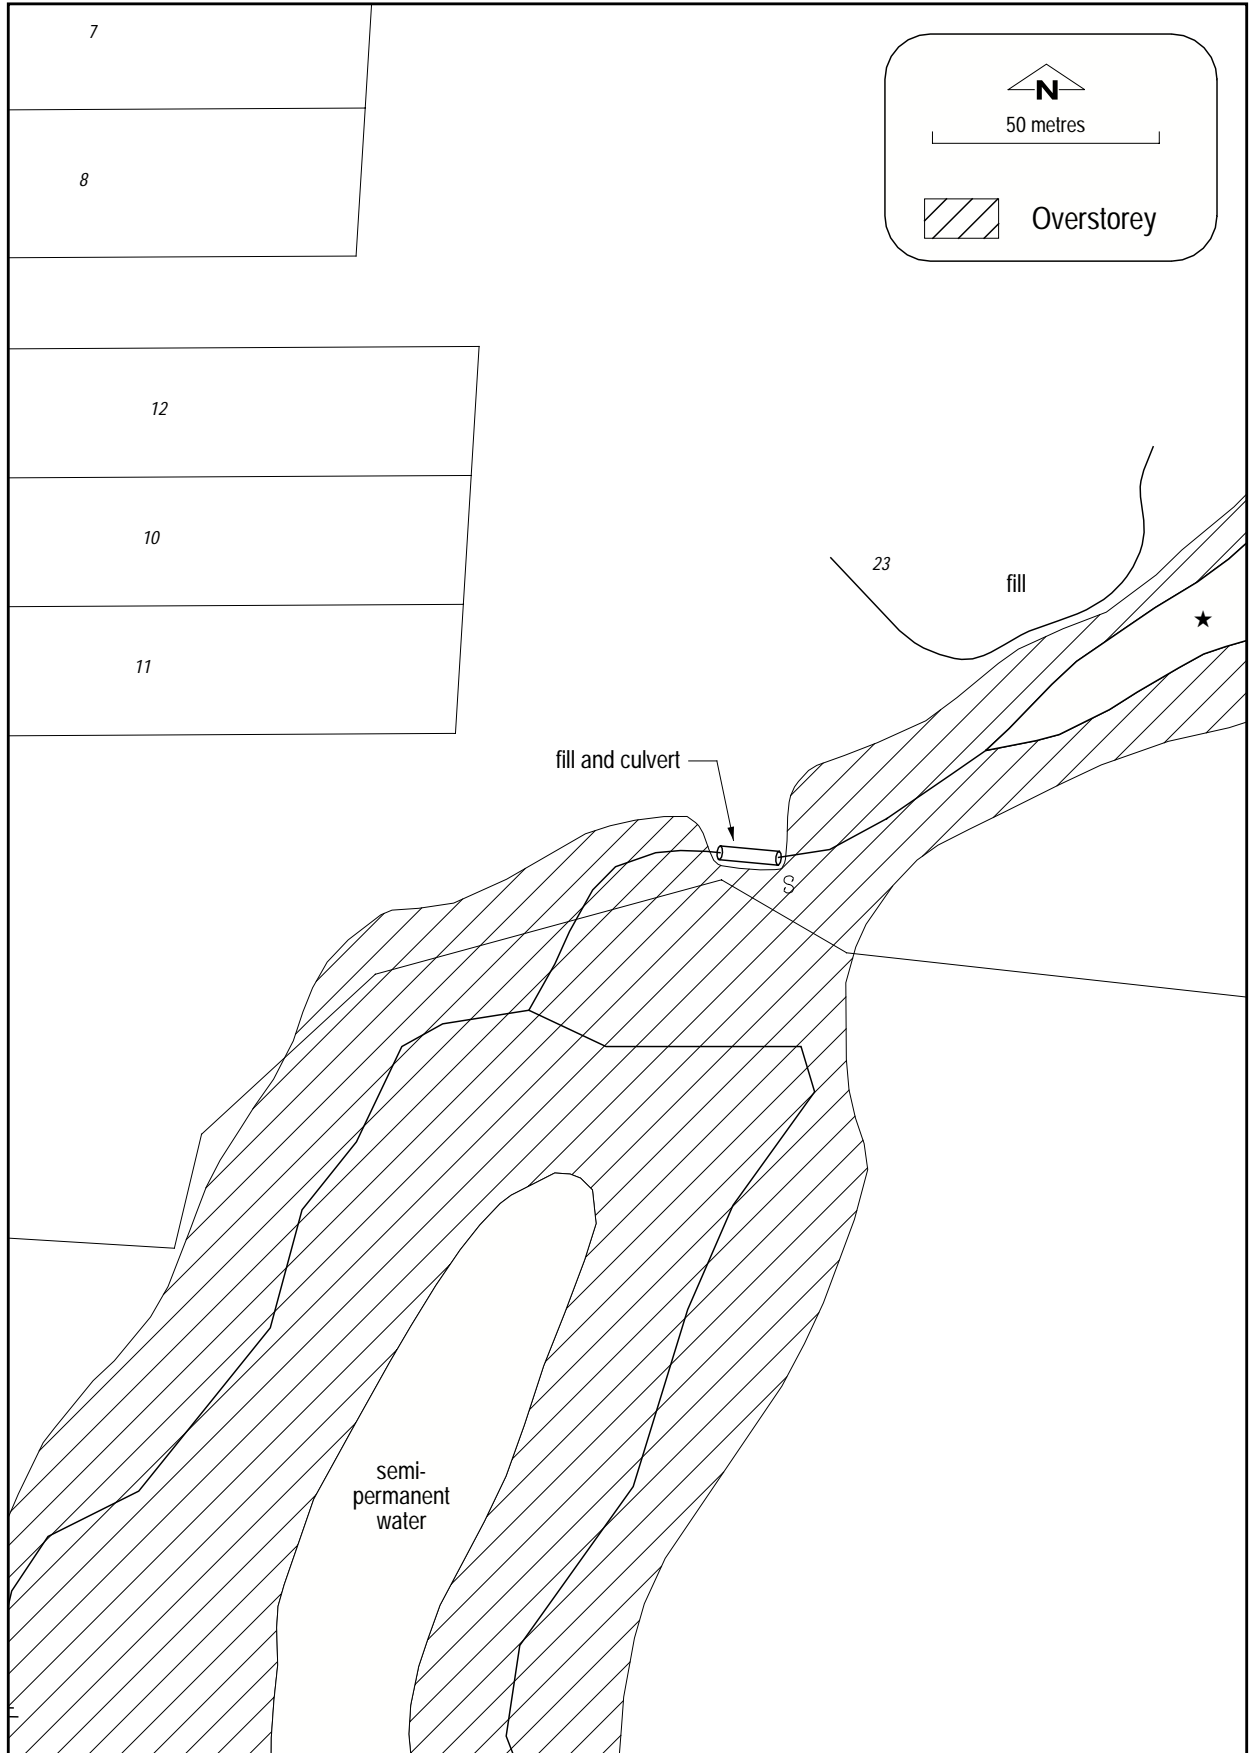 7
N
50 metres
8
Overstorey
12
10
23
fill
11
fill and culvert
S
semi-
permanent
water